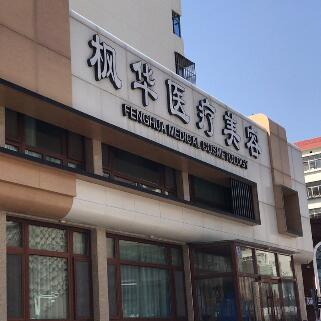 枫华医疗美容
FENGHUA MEDICAL COSMETOLOGY